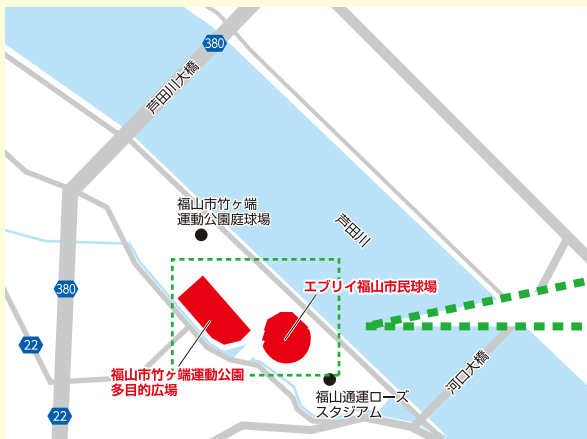 380
芦田川大橋
福山市竹ヶ端
運動公園庭球場
芦田川
エブリイ福山市民球場
380
22
福山市竹ヶ端運動公園
多目的広場
河口大橋
福山通運ローズ
スタジアム
22